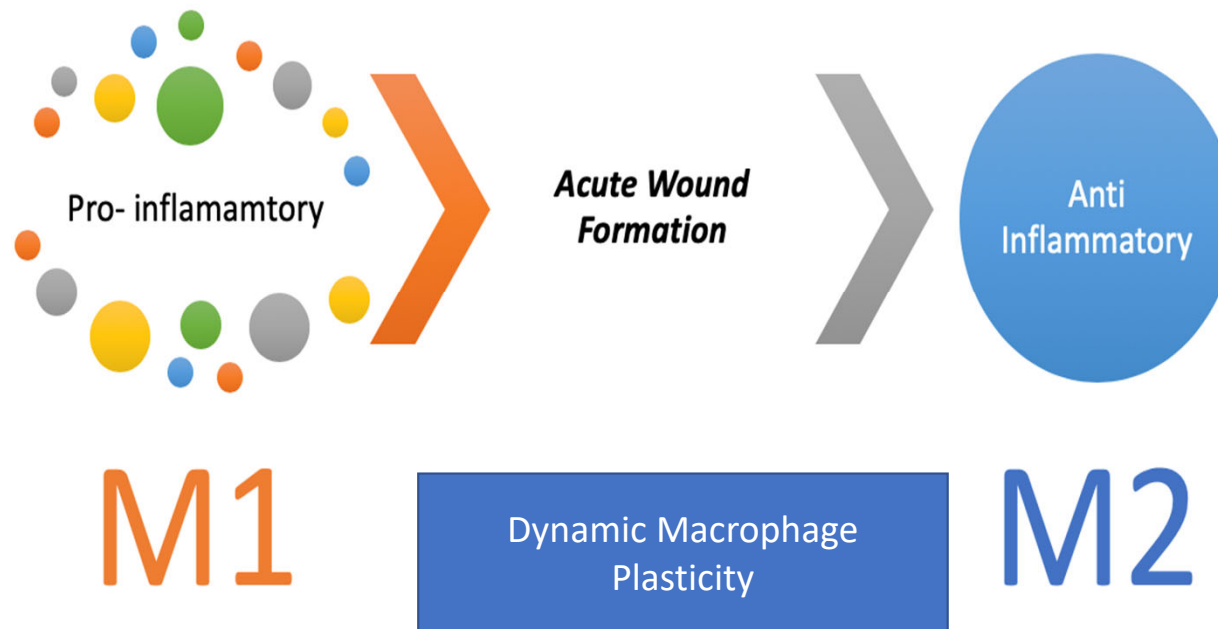 Pro- inflamamtory
Acute Wound
Formation
Anti
Inflammatory
M1
Dynamic Macrophage
Plasticity
M2